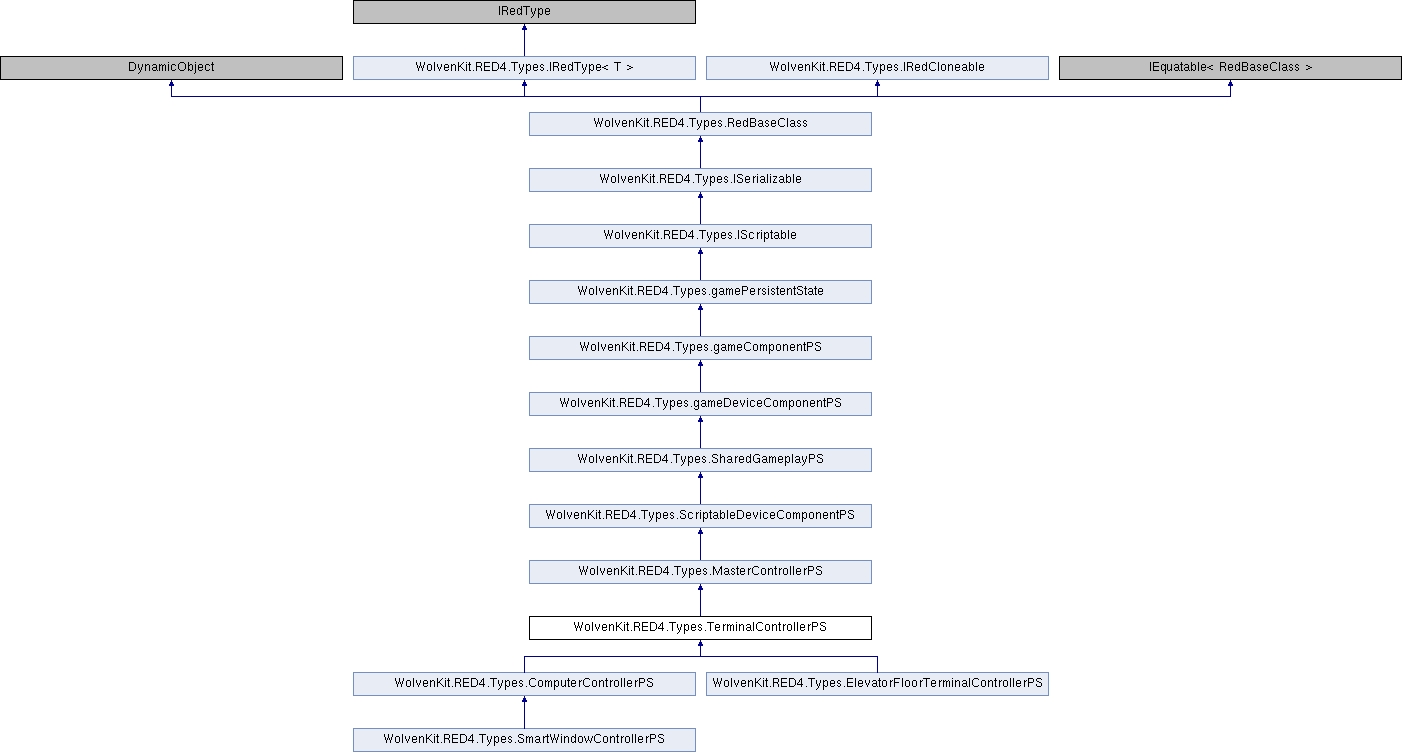 IRedType
DynamicObject
WolvenKit.RED4.Types.IRedType< T >
WolvenKit.RED4.Types.IRedCloneable
IEquatable< RedBaseClass >
WolvenKit.RED4.Types.RedBaseClass
WolvenKit.RED4.Types.ISerializable
WolvenKit.RED4.Types.IScriptable
WolvenKit.RED4.Types.gamePersistentState
WolvenKit.RED4.Types.gameComponentPS
WolvenKit.RED4.Types.gameDeviceComponentPS
WolvenKit.RED4.Types.SharedGameplayPS
WolvenKit.RED4.Types.ScriptableDeviceComponentPS
WolvenKit.RED4.Types.MasterControllerPS
WolvenKit.RED4.Types.TerminalControllerPS
WolvenKit.RED4.Types.ComputerControllerPS
WolvenKit.RED4.Types.ElevatorFloorTerminalControllerPS
WolvenKit.RED4.Types.SmartWindowControllerPS